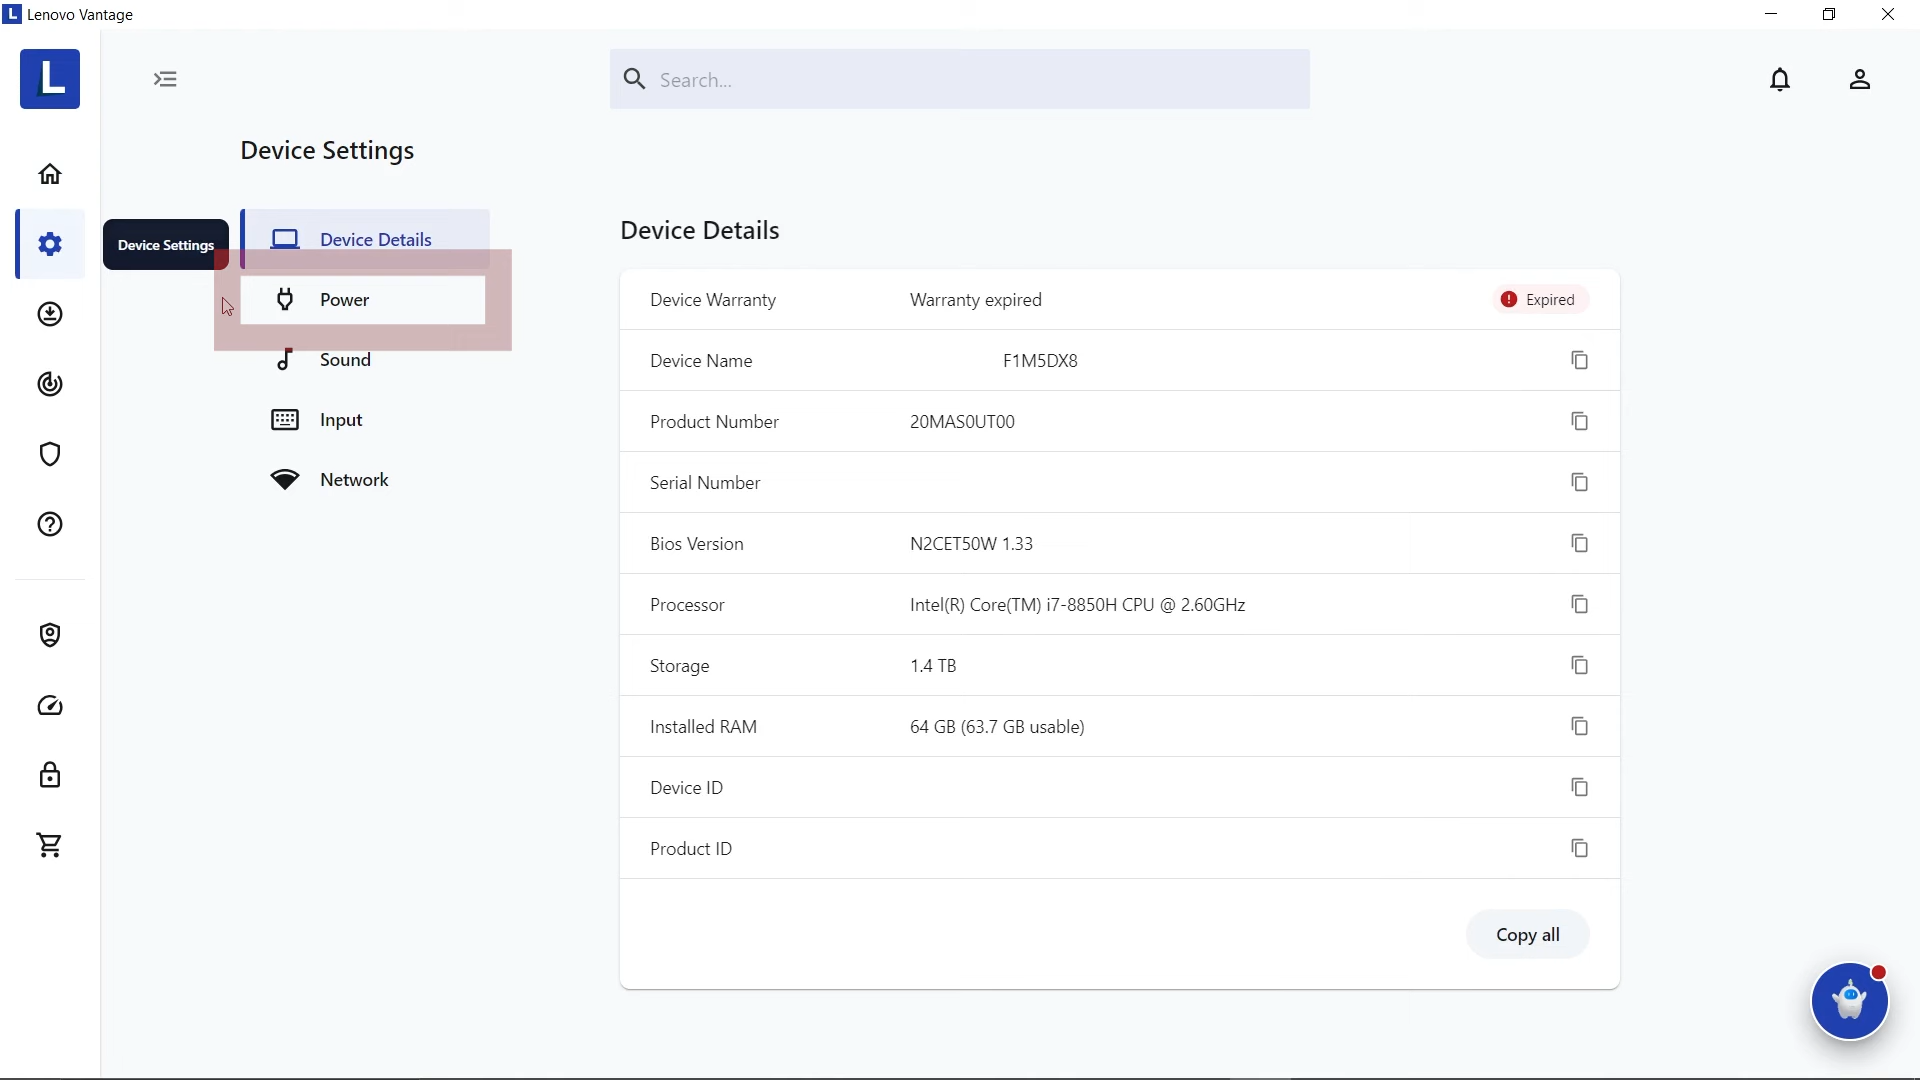 Lenovo Vantage
Search...
Device Settings
Device Settings
Device Details
Power
Sound
Input
Network
Device Details
Device Warranty Warranty expired Expired
Device Name F1M5DX8
Product Number 20MAS0UT00
Serial Number
Bios Version N2CET50W 1.33
Processor Intel(R) Core(TM) i7-8850H CPU @ 2.60GHz
Storage 1.4 TB
Installed RAM 64 GB (63.7 GB usable)
Device ID
Product ID
Copy all